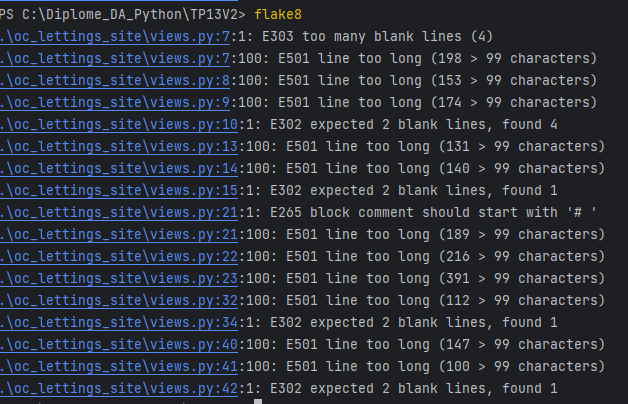 PS C:\Diplome_DA_Python\TP13V2> flake8
.\oc_lettings_site\views.py:7:1: E303 too many blank lines (4)
.\oc_lettings_site\views.py:7:100: E501 line too long (198 > 99 characters)
.\oc_lettings_site\views.py:8:100: E501 line too long (153 > 99 characters)
.\oc_lettings_site\views.py:9:100: E501 line too long (174 > 99 characters)
.\oc_lettings_site\views.py:10:1: E302 expected 2 blank lines, found 4
.\oc_lettings_site\views.py:13:100: E501 line too long (131 > 99 characters)
.\oc_lettings_site\views.py:14:100: E501 line too long (140 > 99 characters)
.\oc_lettings_site\views.py:15:1: E302 expected 2 blank lines, found 1
.\oc_lettings_site\views.py:21:1: E265 block comment should start with '# '
.\oc_lettings_site\views.py:21:100: E501 line too long (189 > 99 characters)
.\oc_lettings_site\views.py:22:100: E501 line too long (216 > 99 characters)
.\oc_lettings_site\views.py:23:100: E501 line too long (391 > 99 characters)
.\oc_lettings_site\views.py:32:100: E501 line too long (112 > 99 characters)
.\oc_lettings_site\views.py:34:1: E302 expected 2 blank lines, found 1
.\oc_lettings_site\views.py:40:100: E501 line too long (147 > 99 characters)
.\oc_lettings_site\views.py:41:100: E501 line too long (100 > 99 characters)
.\oc_lettings_site\views.py:42:1: E302 expected 2 blank lines, found 1